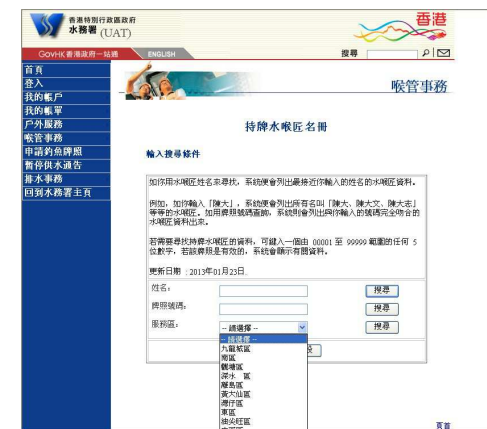 香港特別行政區政府
水務署 (UAT)
香港
GOVHK 香港政府一站通
ENGLISH
搜尋
首頁
登入
我的帳戶
我的帳單
戶外服務
喉管事務
申請釣魚牌照
暫停供水通告
排水事務
回到水務署主頁
喉管事務
持牌水喉匠名冊
輸入搜尋條件
如你用水喉匠姓名來尋找，系統便會列出最接近你輸入的姓名的水喉匠資料。
例如，如你輸入「陳大」，系統便會列出所有名叫「陳大、陳大文、陳大志」
等等的水喉匠。如用牌照號碼查詢，系統則會列出與你輸入的號碼完全吻合的
水喉匠資料出來。
若需要尋找持牌水喉匠的資料，可鍵入一個由 00001 至 99999 範圍的任何 5
位數字，若該牌照是有效的，系統會顯示有關資料。
更新日期 : 2013年01月23日.
姓名:
搜尋
牌照號碼:
搜尋
服務區:
-- 請選擇 --
搜尋
-- 請選擇 --
九龍城區
南區
觀塘區
深水 區
離島區
黃大仙區
灣仔區
東區
油尖旺區
頁首